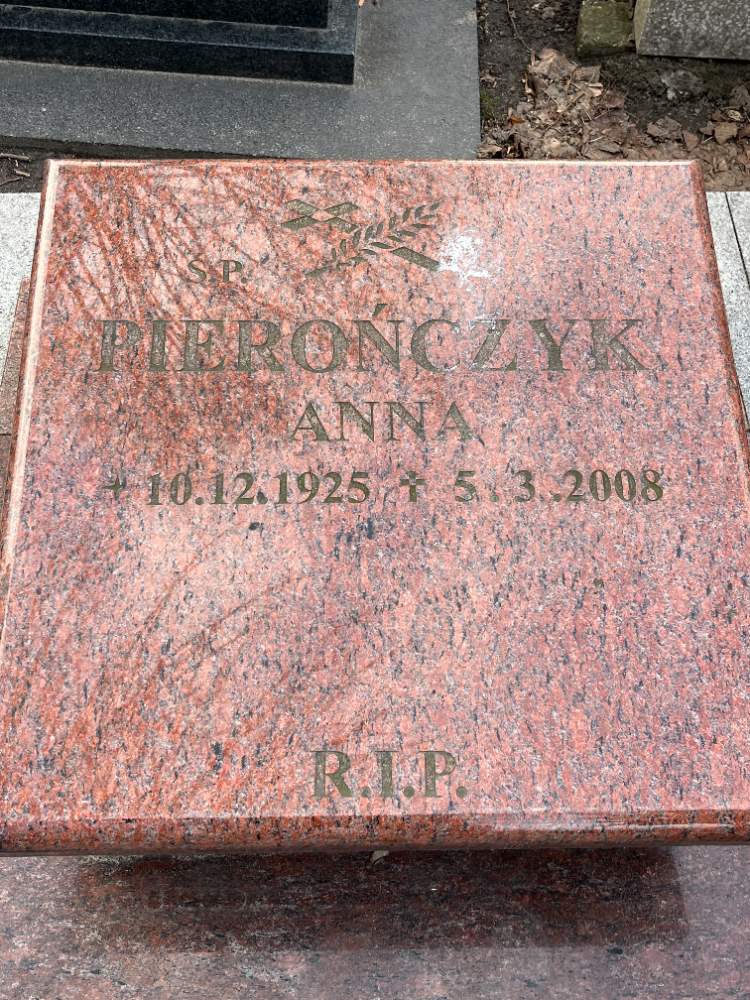 Ś.P.
PIEROŃCZYK
ANNA
* 10.12.1925 ✝ 5.3.2008
R.I.P.